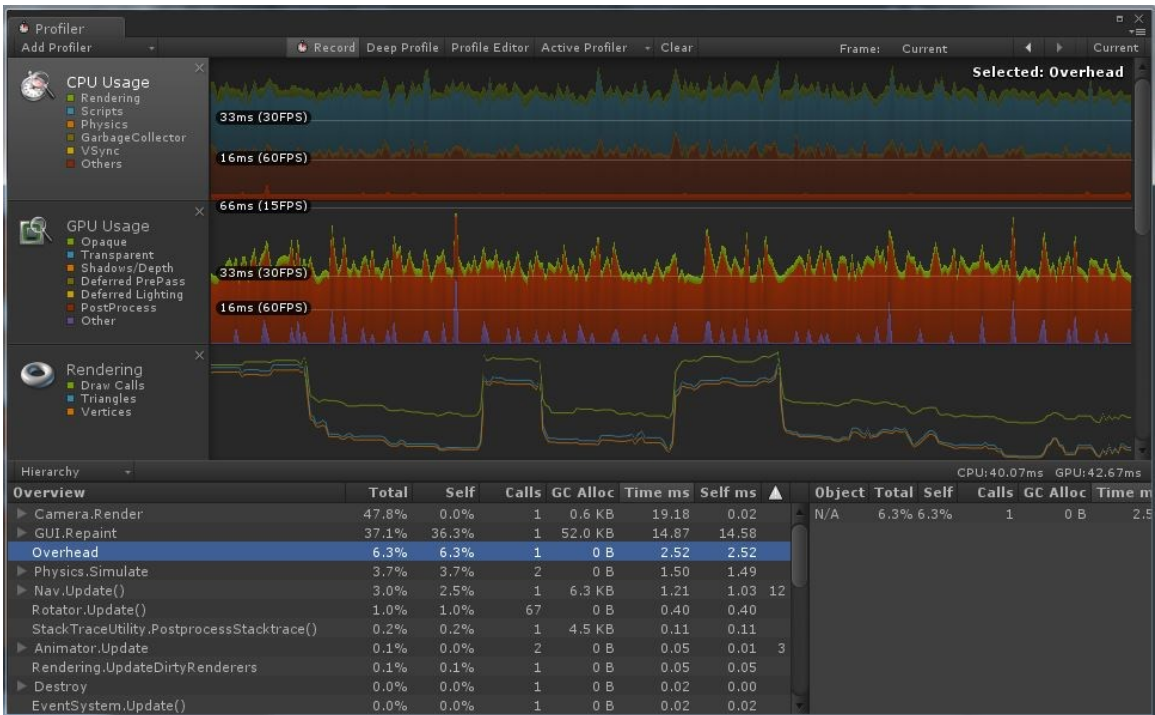 Profiler
Add Profiler Record Deep Profile Profile Editor Active Profiler Clear Frame: Current Current
CPU Usage
Rendering
Scripts
Physics
GarbageCollector
VSync
Others
Selected: Overhead
33ms (30FPS)
16ms (60FPS)
GPU Usage
Opaque
Transparent
Shadows/Depth
Deferred PrePass
Deferred Lighting
PostProcess
Other
66ms (15FPS)
33ms (30FPS)
16ms (60FPS)
Rendering
Draw Calls
Triangles
Vertices
Hierarchy CPU:40.07ms GPU:42.67ms
Overview Total Self Calls GC Alloc Time ms Self ms Object Total Self Calls GC Alloc Time m
Camera.Render 47.8% 0.0% 1 0.6 KB 19.18 0.02 N/A 6.3% 6.3% 1 0 B 2.5
GUI.Repaint 37.1% 36.3% 1 52.0 KB 14.87 14.58
Overhead 6.3% 6.3% 1 0 B 2.52 2.52
Physics.Simulate 3.7% 3.7% 2 0 B 1.50 1.49
Nav.Update() 3.0% 2.5% 1 6.3 KB 1.21 1.03 12
Rotator.Update() 1.0% 1.0% 67 0 B 0.40 0.40
StackTraceUtility.PostprocessStacktrace() 0.2% 0.2% 1 4.5 KB 0.11 0.11
Animator.Update 0.1% 0.0% 2 0 B 0.05 0.01 3
Rendering.UpdateDirtyRenderers 0.1% 0.1% 1 0 B 0.05 0.05
Destroy 0.0% 0.0% 1 0 B 0.02 0.00
EventSystem.Update() 0.0% 0.0% 1 0 B 0.02 0.02